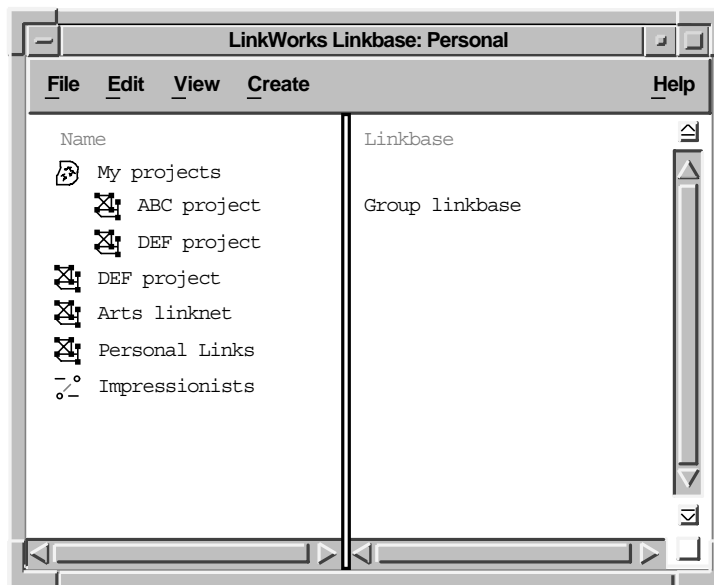 LinkWorks Linkbase: Personal
File Edit View Create Help
Name Linkbase
My projects
ABC project Group linkbase
DEF project
DEF project
Arts linknet
Personal Links
Impressionists